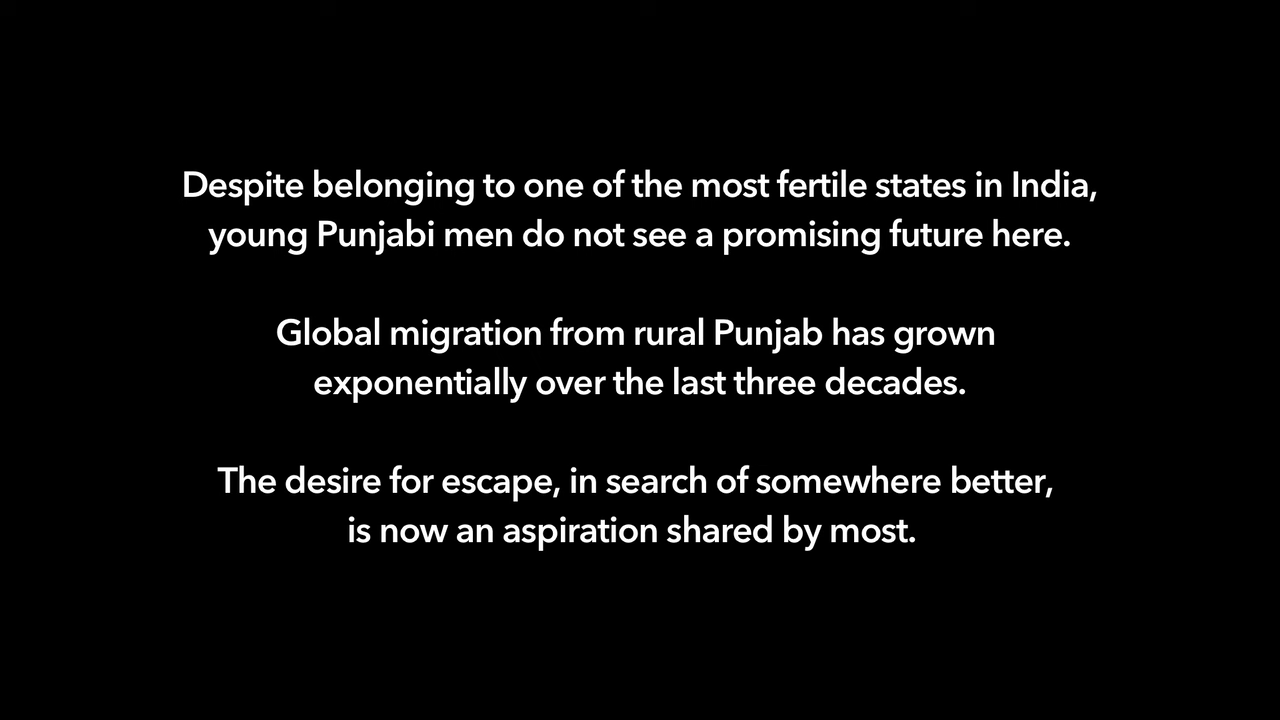 Despite belonging to one of the most fertile states in India,
young Punjabi men do not see a promising future here.
Global migration from rural Punjab has grown
exponentially over the last three decades.
The desire for escape, in search of somewhere better,
is now an aspiration shared by most.